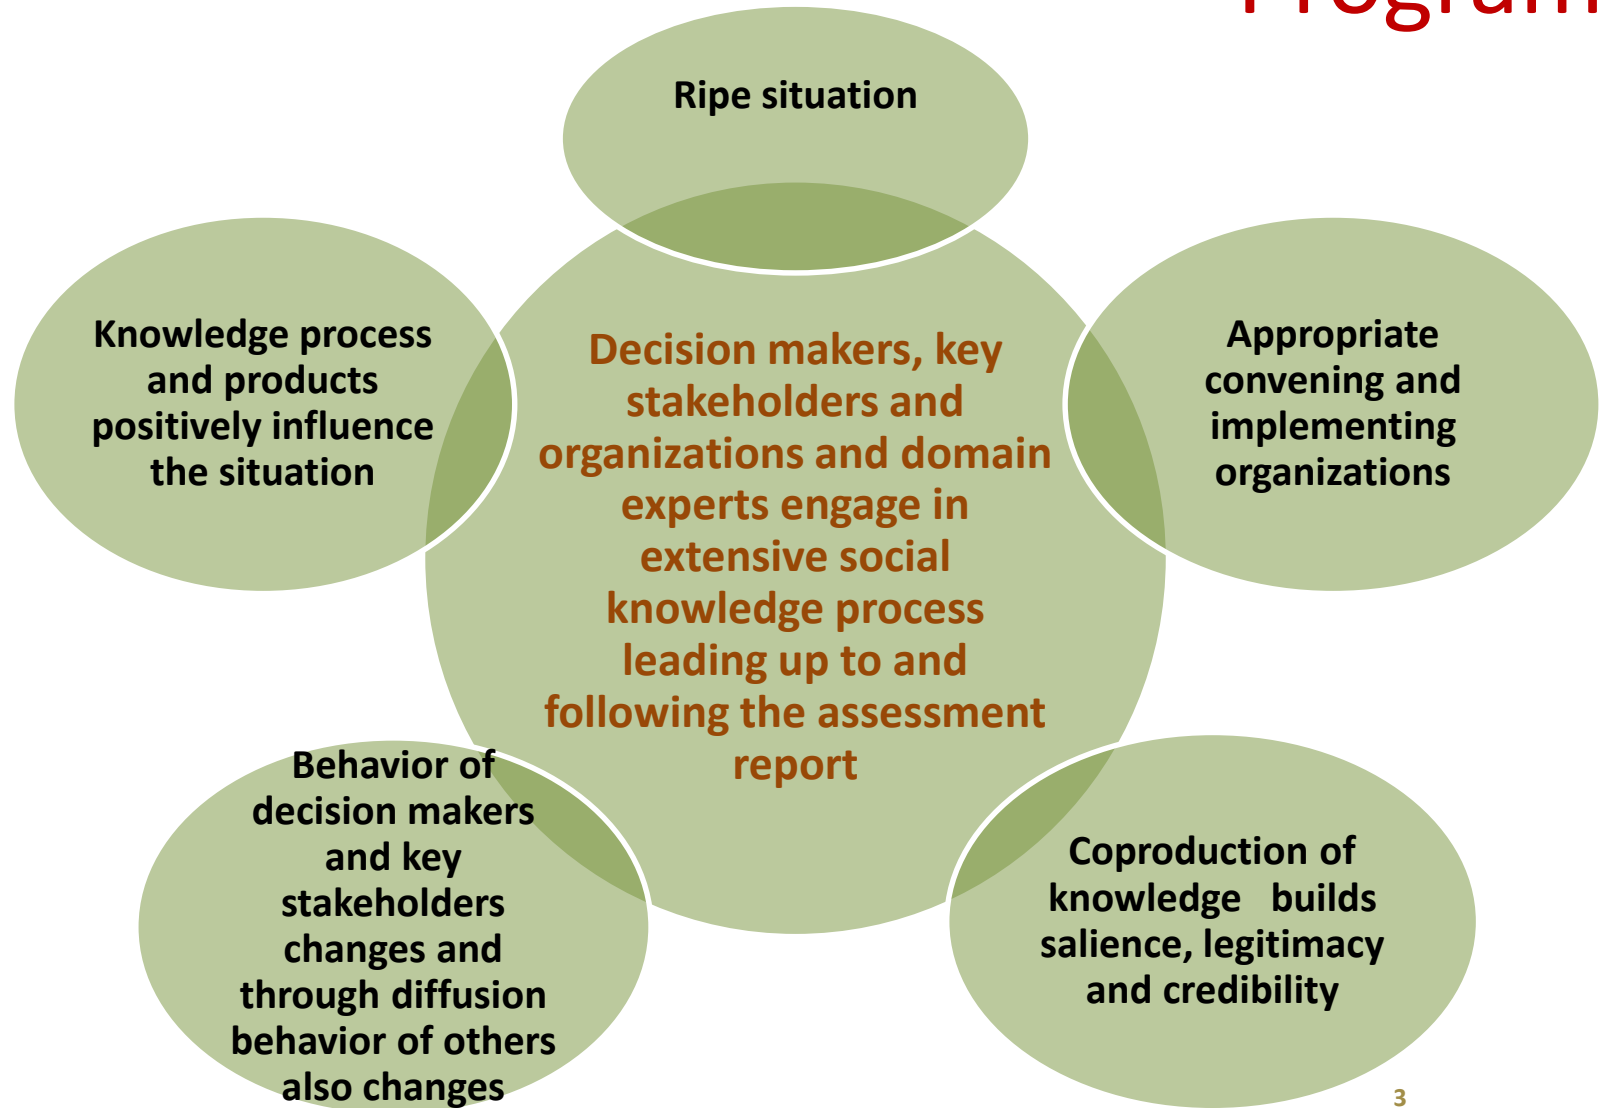 Program
Ripe situation
Knowledge process
and products
positively influence
the situation
Decision makers, key
stakeholders and
organizations and domain
experts engage in
extensive social
knowledge process
leading up to and
following the assessment
report
Appropriate
convening and
implementing
organizations
Behavior of
decision makers
and key
stakeholders
changes and
through diffusion
behavior of others
also changes
Coproduction of
knowledge builds
salience, legitimacy
and credibility
3